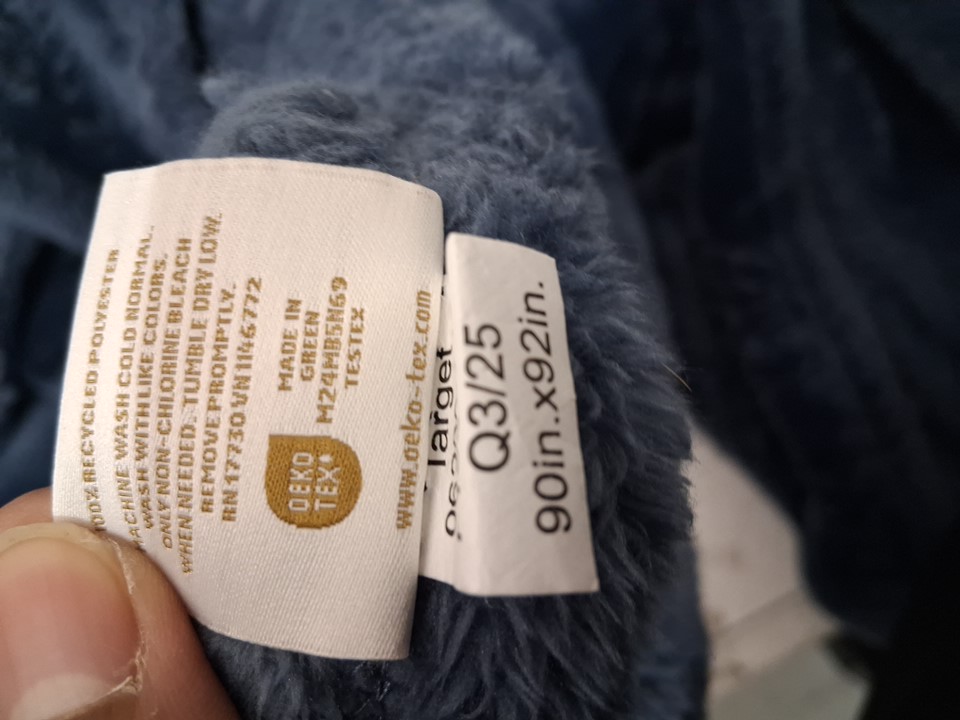 100% RECYCLED POLYESTER
MACHINE WASH COLD NORMAL.
WASH WITH LIKE COLORS.
ONLY NON-CHLORINE BLEACH
WHEN NEEDED. TUMBLE DRY LOW.
REMOVE PROMPTLY.
RN17730 VN1146772
OEKO
TEX®
MADE IN
GREEN
M24MB5N69
TESTEX
www.oeko-tex.com
Target
Q3/25
90in.x92in.